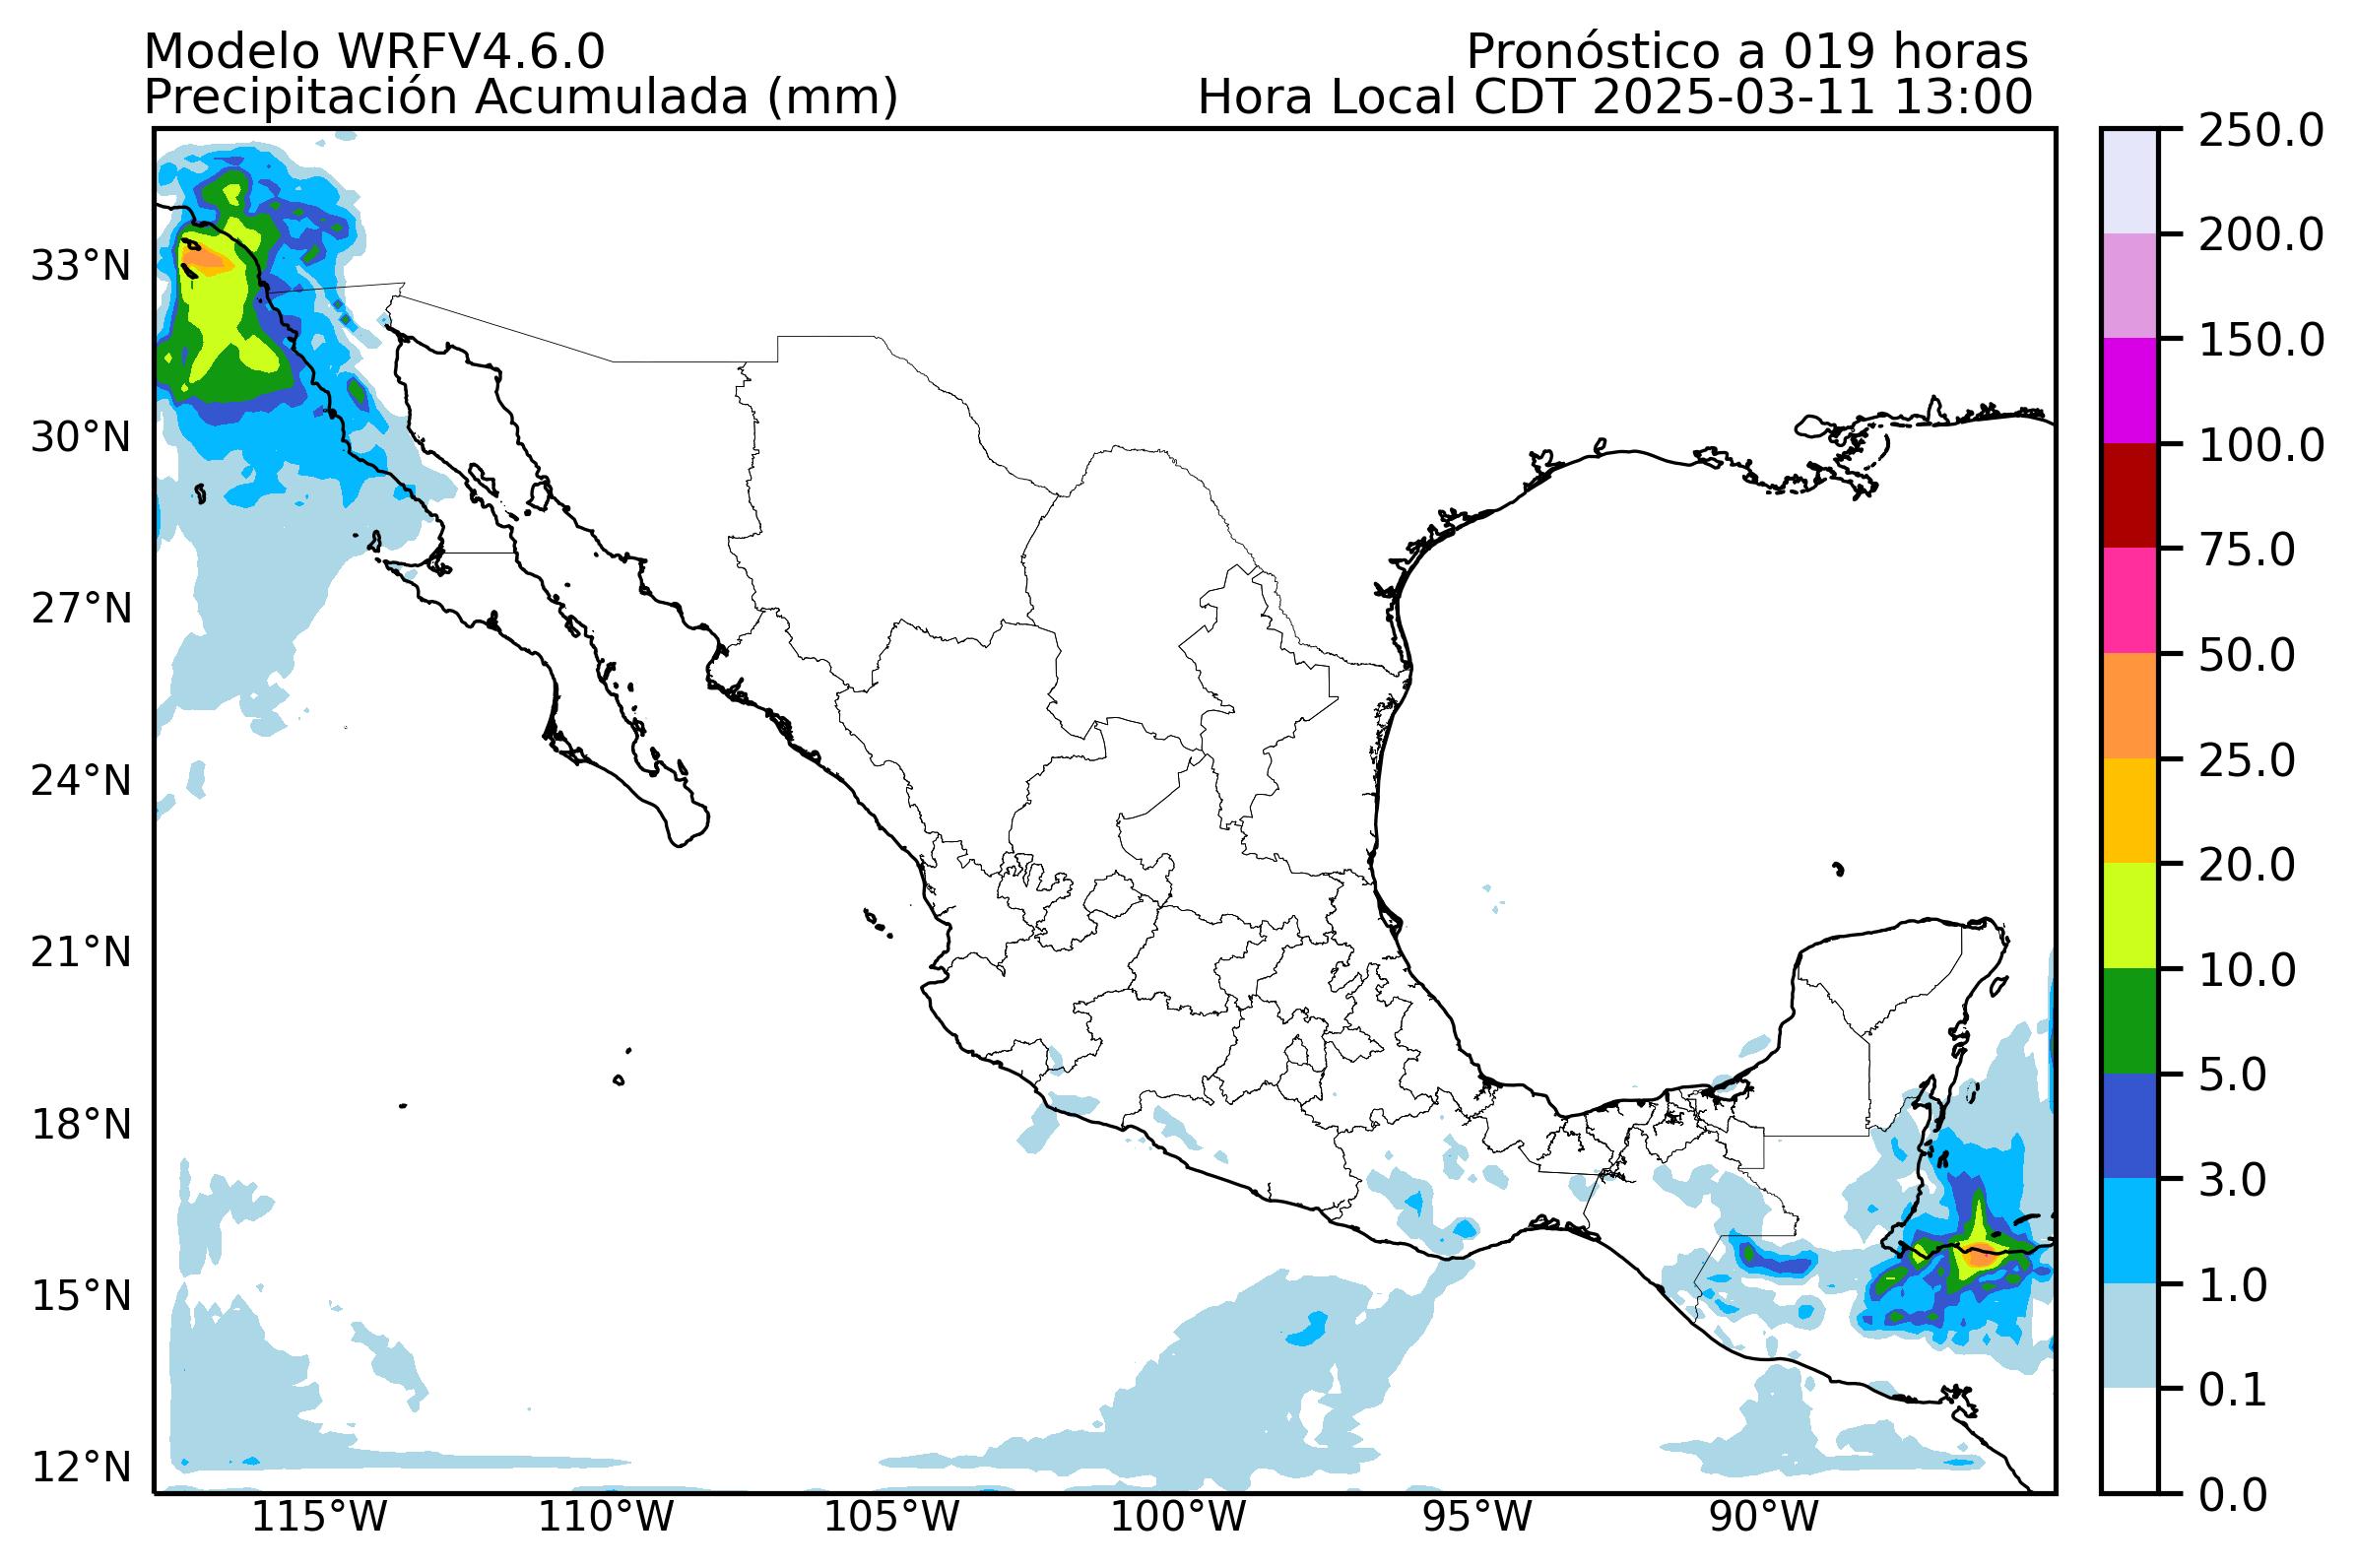 Modelo WRFV4.6.0
Pronóstico a 019 horas
Precipitación Acumulada (mm)
Hora Local CDT 2025-03-11 13:00
250.0
200.0
150.0
100.0
75.0
50.0
25.0
20.0
10.0
5.0
3.0
1.0
0.1
0.0
33°N
30°N
27°N
24°N
21°N
18°N
15°N
12°N
115°W
110°W
105°W
100°W
95°W
90°W